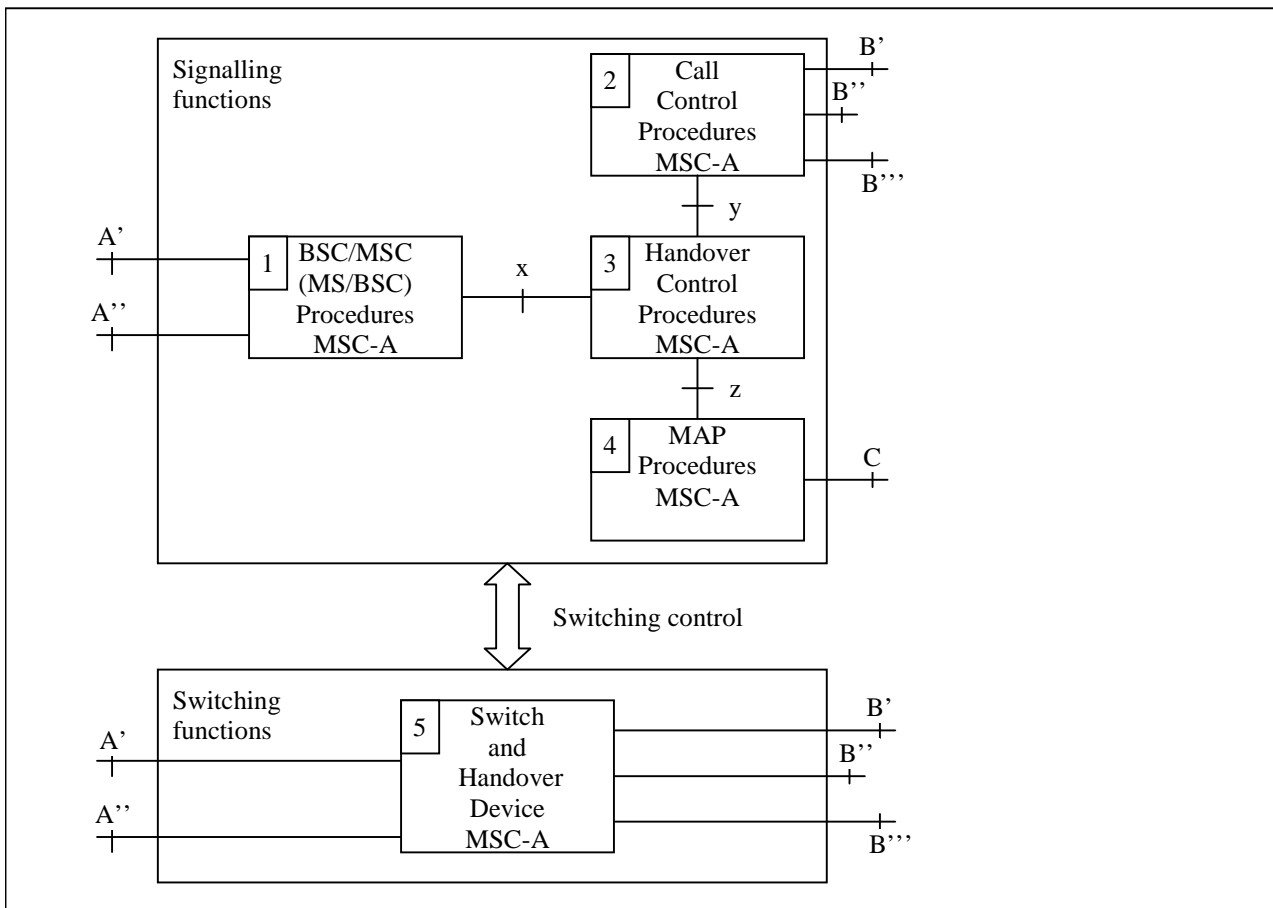 Signalling
functions
2
Call
Control
Procedures
MSC-A
B’
B’’
B’’’
y
A’
A’’
1
BSC/MSC
(MS/BSC)
Procedures
MSC-A
x
3
Handover
Control
Procedures
MSC-A
z
4
MAP
Procedures
MSC-A
C
Switching control
Switching
functions
A’
A’’
5
Switch
and
Handover
Device
MSC-A
B’
B’’
B’’’